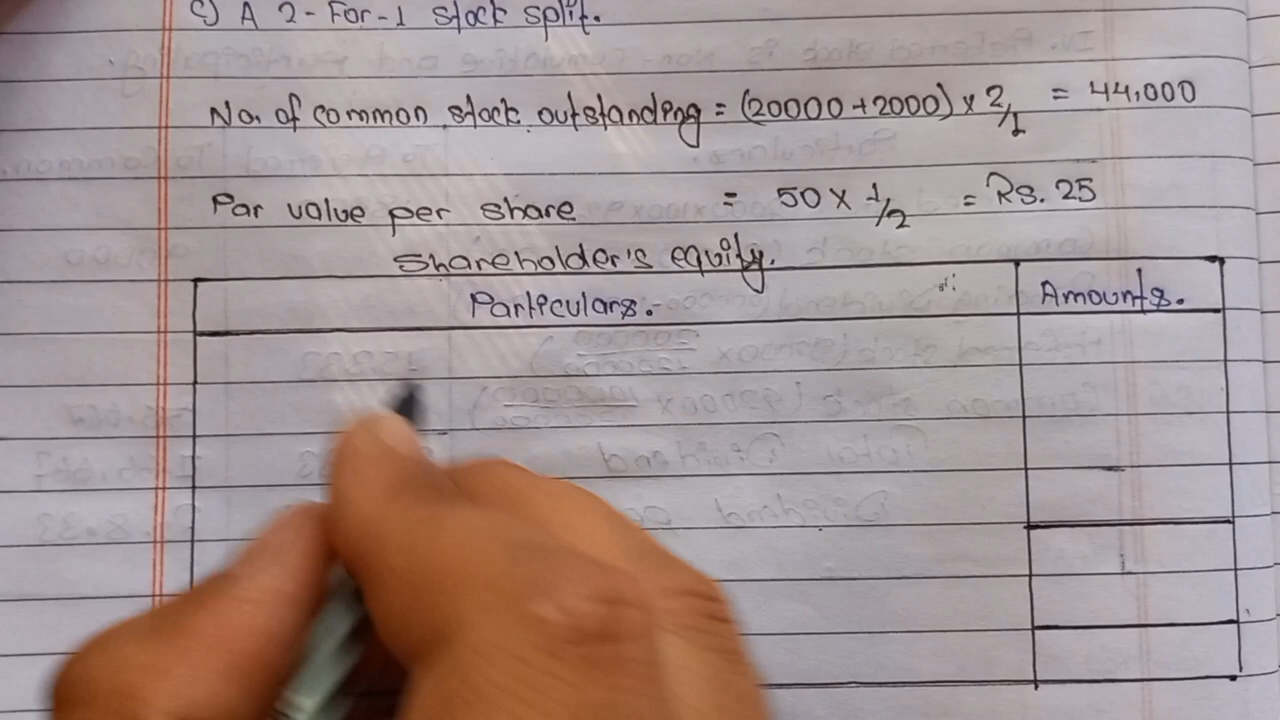 c) A 2-For-1 stock split.
No. of common stock outstanding = (20000 + 2000) × 2/1 = 44,000
Par value per share = 50 × 1/2 = Rs. 25
Shareholder's equity.
Particulars.- Amounts.